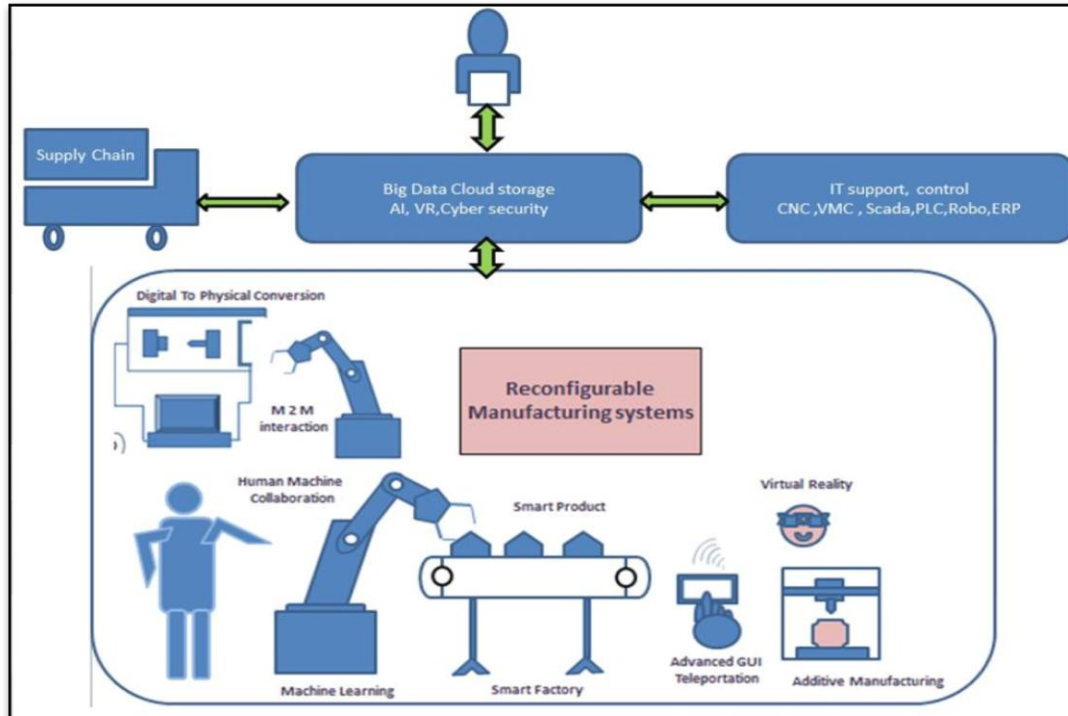 Supply Chain
Big Data Cloud storage
AI, VR,Cyber security
IT support, control
CNC ,VMC , Scada,PLC,Robo,ERP
Digital To Physical Conversion
M 2 M
interaction
Reconfigurable
Manufacturing systems
Human Machine
Collaboration
Smart Product
Virtual Reality
Machine Learning
Smart Factory
Advanced GUI
Teleportation
Additive Manufacturing